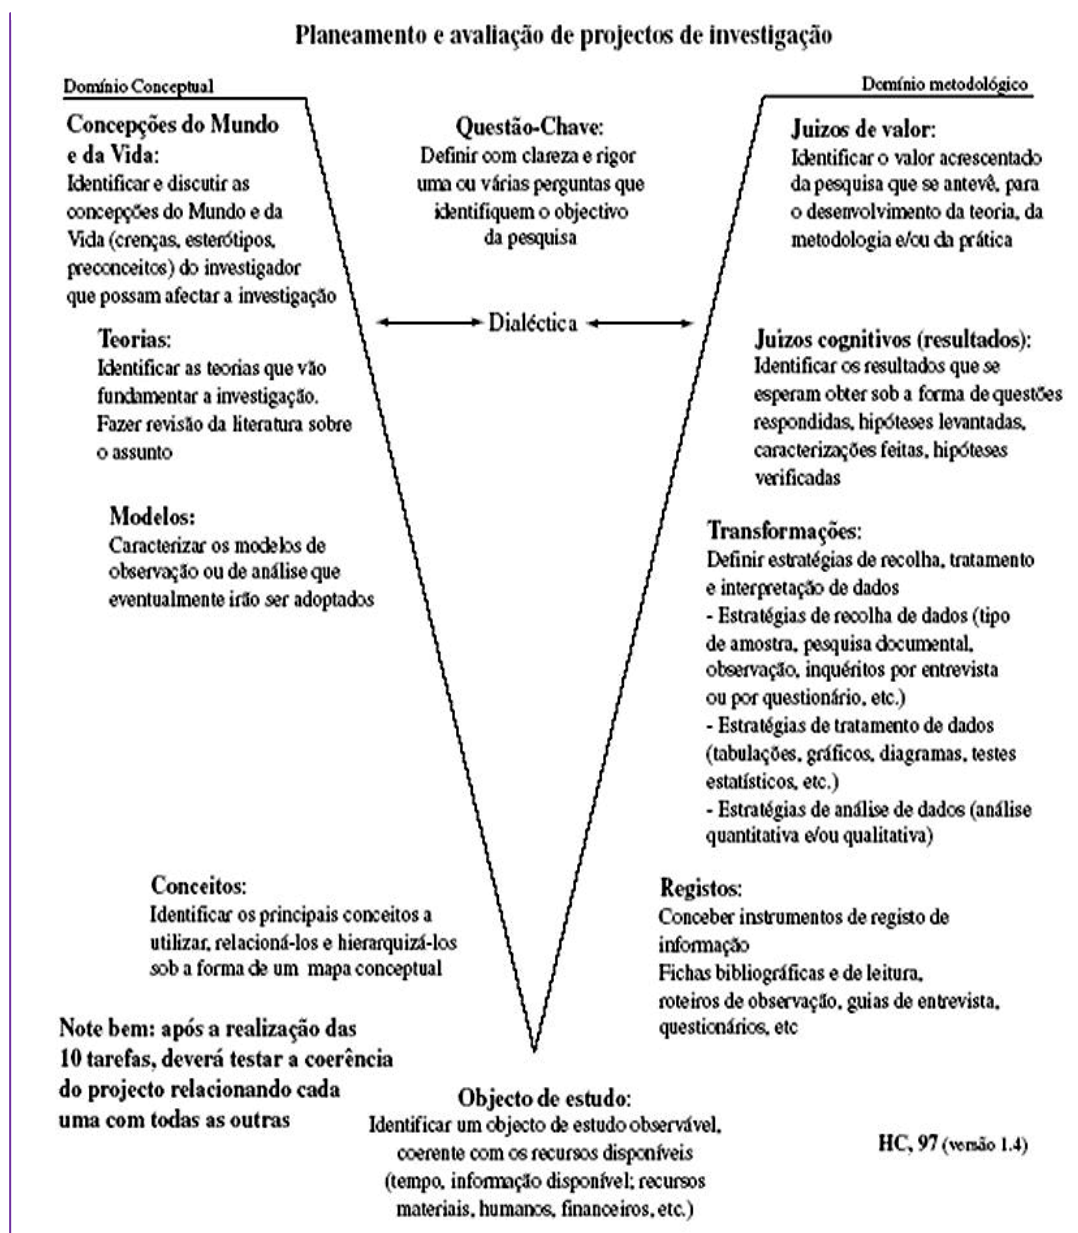 Planeamento e avaliação de projectos de investigação
Domínio Conceptual
Concepções do Mundo
e da Vida:
Identificar e discutir as
concepções do Mundo e da
Vida (crenças, esterótipos,
preconceitos) do investigador
que possam afectar a investigação
Teorias:
Identificar as teorias que vão
fundamentar a investigação.
Fazer revisão da literatura sobre
o assunto
Modelos:
Caracterizar os modelos de
observação ou de análise que
eventualmente irão ser adoptados
Conceitos:
Identificar os principais conceitos a
utilizar, relacioná-los e hierarquizá-los
sob a forma de um mapa conceptual
Note bem: após a realização das
10 tarefas, deverá testar a coerência
do projecto relacionando cada
uma com todas as outras
Questão-Chave:
Definir com clareza e rigor
uma ou várias perguntas que
identifiquem o objectivo
da pesquisa
Dialéctica
Domínio metodológico
Juizos de valor:
Identificar o valor acrescentado
da pesquisa que se antevê, para
o desenvolvimento da teoria, da
metodologia e/ou da prática
Juizos cognitivos (resultados):
Identificar os resultados que se
esperam obter sob a forma de questões
respondidas, hipóteses levantadas,
caracterizações feitas, hipóteses
verificadas
Transformações:
Definir estratégias de recolha, tratamento
e interpretação de dados
- Estratégias de recolha de dados (tipo
de amostra, pesquisa documental,
observação, inquéritos por entrevista
ou por questionário, etc.)
- Estratégias de tratamento de dados
(tabulações, gráficos, diagramas, testes
estatísticos, etc.)
- Estratégias de análise de dados (análise
quantitativa e/ou qualitativa)
Registos:
Conceber instrumentos de registo de
informação
Fichas bibliográficas e de leitura,
roteiros de observação, guias de entrevista,
questionários, etc
Objecto de estudo:
Identificar um objecto de estudo observável,
coerente com os recursos disponíveis
(tempo, informação disponível; recursos
materiais, humanos, financeiros, etc.)
HC, 97 (versão 1.4)